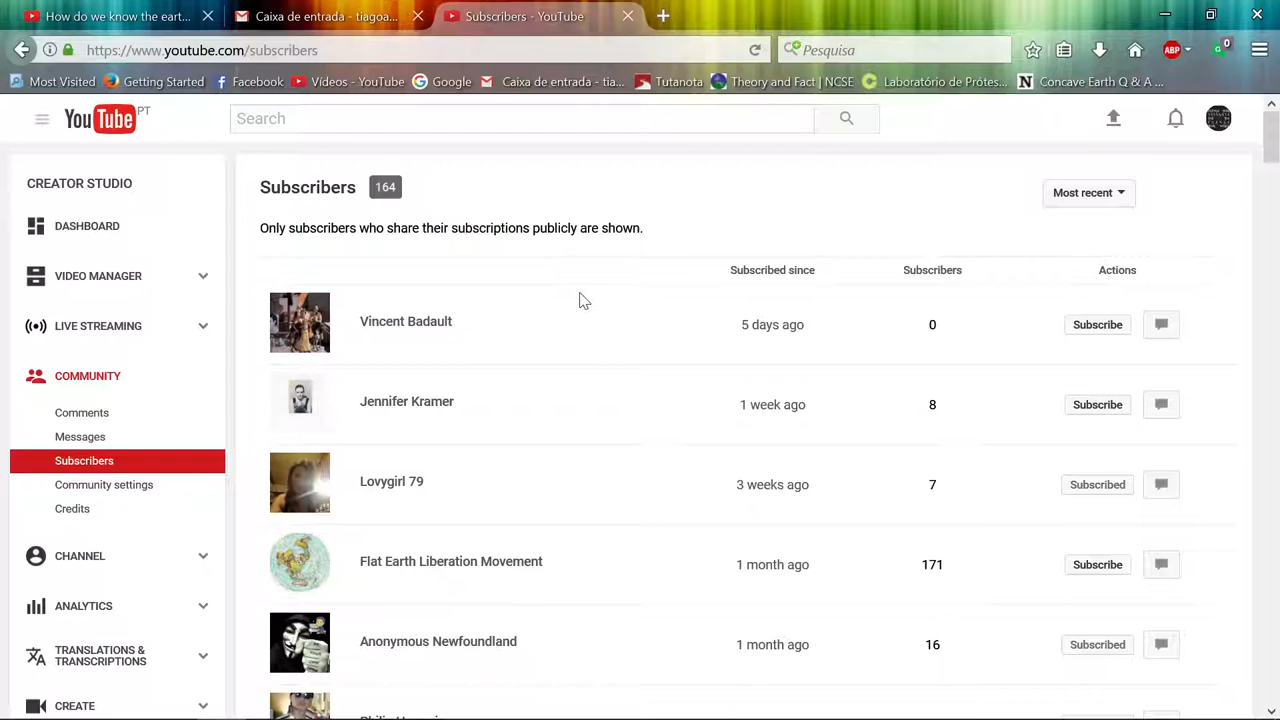 How do we know the eart...
Caixa de entrada - tiagoa...
Subscribers - YouTube
https://www.youtube.com/subscribers
Pesquisa
ABP
0
Most Visited
Getting Started
Facebook
Vídeos - YouTube
Google
Caixa de entrada - tia...
Tutanota
Theory and Fact | NCSE
Laboratório de Prótes...
Concave Earth Q & A ...
YouTube PT
Search
CREATOR STUDIO
DASHBOARD
VIDEO MANAGER
LIVE STREAMING
COMMUNITY
Comments
Messages
Subscribers
Community settings
Credits
CHANNEL
ANALYTICS
TRANSLATIONS &
TRANSCRIPTIONS
CREATE
Subscribers 164
Most recent
Only subscribers who share their subscriptions publicly are shown.
Subscribed since Subscribers Actions
Vincent Badault 5 days ago 0 Subscribe
Jennifer Kramer 1 week ago 8 Subscribe
Lovygirl 79 3 weeks ago 7 Subscribed
Flat Earth Liberation Movement 1 month ago 171 Subscribe
Anonymous Newfoundland 1 month ago 16 Subscribed